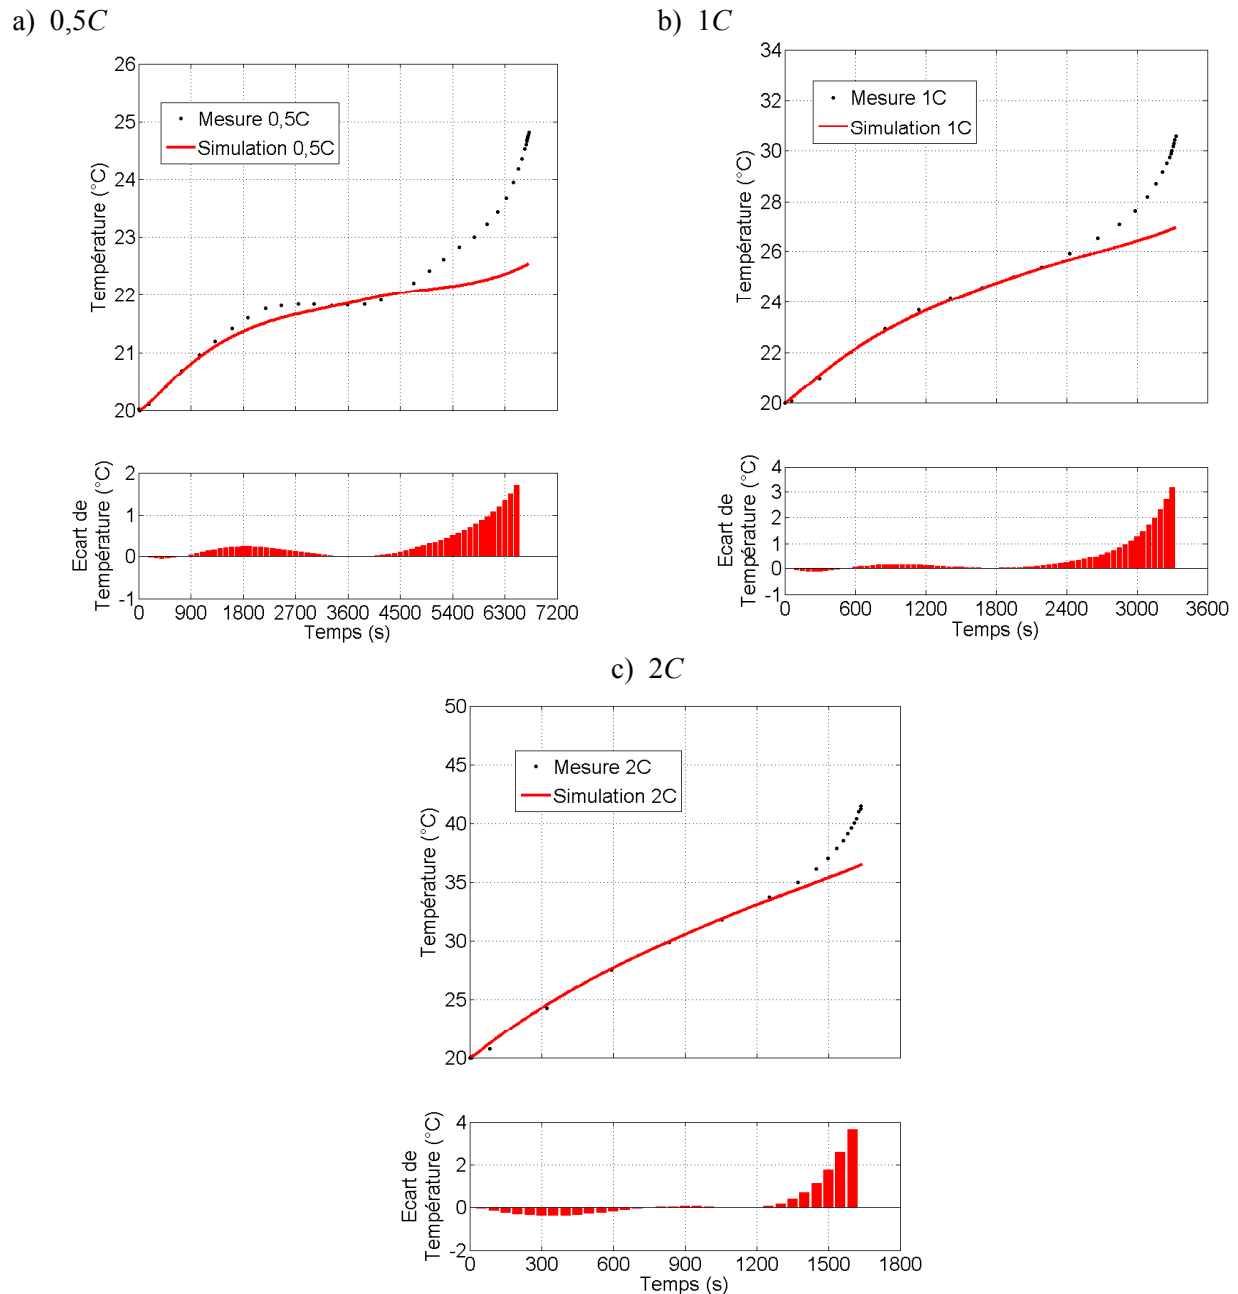 a) 0,5C
b) 1C
26
25
24
23
22
21
20
Température (°C)
Mesure 0,5C
Simulation 0,5C
2
1
0
-1
Ecart de
Température (°C)
0 900 1800 2700 3600 4500 5400 6300 7200
Temps (s)
34
32
30
28
26
24
22
20
Température (°C)
Mesure 1C
Simulation 1C
4
3
2
1
0
-1
Ecart de
Température (°C)
0 600 1200 1800 2400 3000 3600
Temps (s)
c) 2C
50
45
40
35
30
25
20
Température (°C)
Mesure 2C
Simulation 2C
4
2
0
-2
Ecart de
Température (°C)
0 300 600 900 1200 1500 1800
Temps (s)